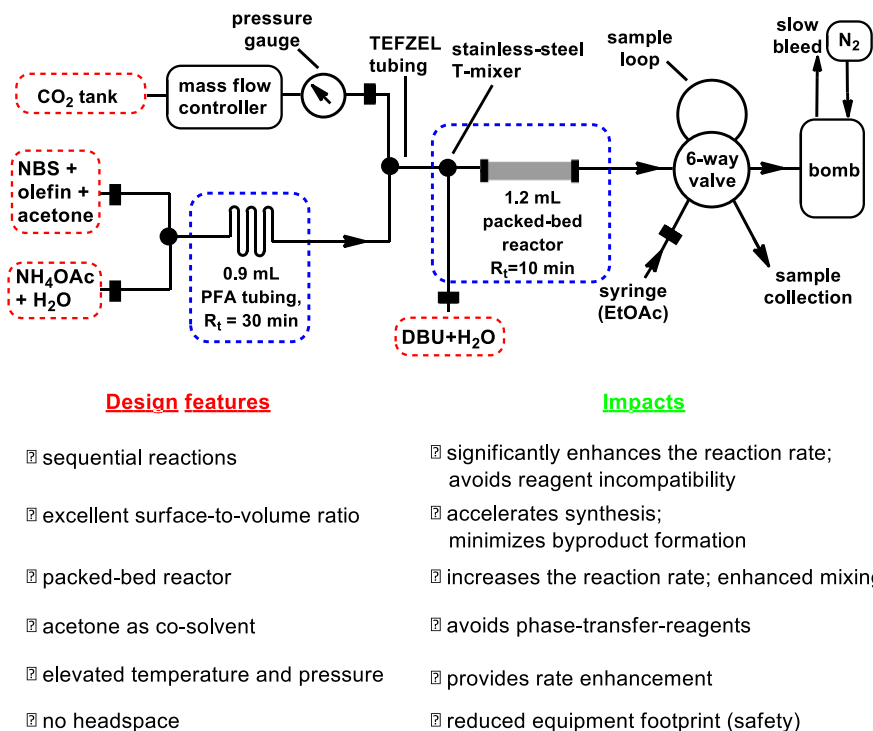 pressure
gauge
TEFZEL
tubing
stainless-steel
T-mixer
sample
loop
slow
bleed
N2
CO2 tank
mass flow
controller
NBS +
olefin +
acetone
6-way
valve
bomb
1.2 mL
packed-bed
reactor
Rt=10 min
0.9 mL
PFA tubing,
Rt = 30 min
NH4OAc
+ H2O
syringe
(EtOAc)
sample
collection
DBU+H2O
Design features
Impacts
sequential reactions
significantly enhances the reaction rate;
avoids reagent incompatibility
excellent surface-to-volume ratio
accelerates synthesis;
minimizes byproduct formation
packed-bed reactor
increases the reaction rate; enhanced mixing
acetone as co-solvent
avoids phase-transfer-reagents
elevated temperature and pressure
provides rate enhancement
no headspace
reduced equipment footprint (safety)